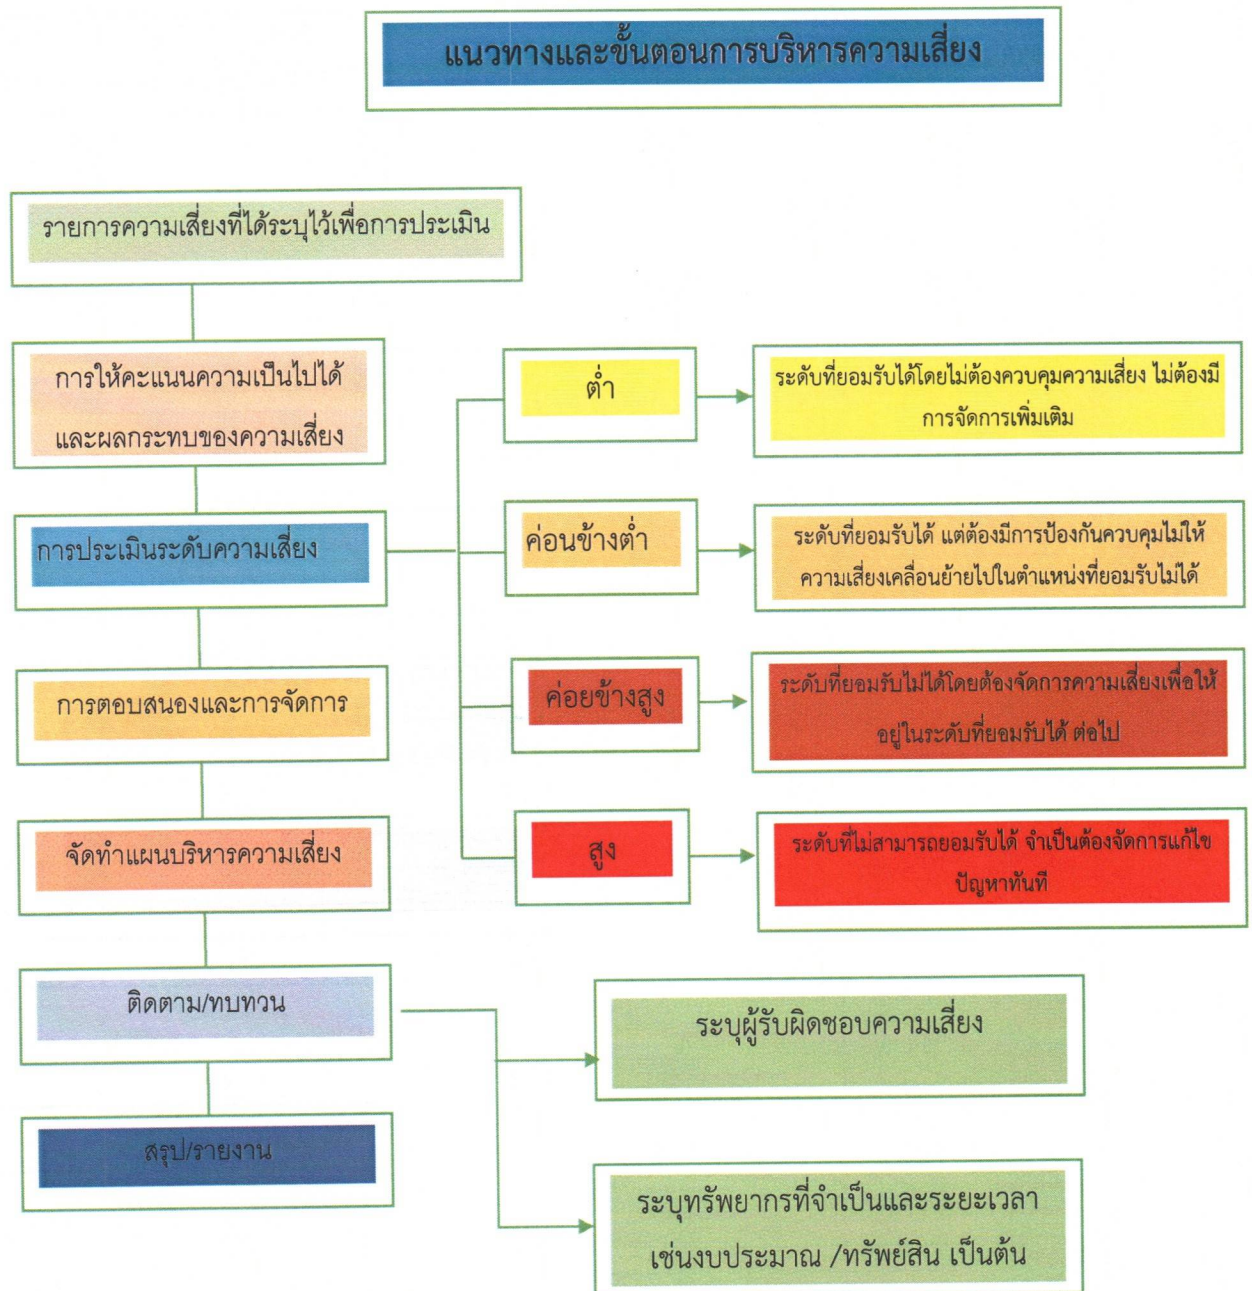 แนวทางและขั้นตอนการบริหารความเสี่ยง
รายการความเสี่ยงที่ได้ระบุไว้เพื่อการประเมิน
การให้คะแนนความเป็นไปได้
และผลกระทบของความเสี่ยง
การประเมินระดับความเสี่ยง
การตอบสนองและการจัดการ
จัดทำแผนบริหารความเสี่ยง
ติดตาม/ทบทวน
สรุป/รายงาน
ต่ำ
ระดับที่ยอมรับได้โดยไม่ต้องควบคุมความเสี่ยง ไม่ต้องมี
การจัดการเพิ่มเติม
ค่อนข้างต่ำ
ระดับที่ยอมรับได้ แต่ต้องมีการป้องกันควบคุมไม่ให้
ความเสี่ยงเคลื่อนย้ายไปในตำแหน่งที่ยอมรับไม่ได้
ค่อยข้างสูง
ระดับที่ยอมรับไม่ได้โดยต้องจัดการความเสี่ยงเพื่อให้
อยู่ในระดับที่ยอมรับได้ ต่อไป
สูง
ระดับที่ไม่สามารถยอมรับได้ จำเป็นต้องจัดการแก้ไข
ปัญหาทันที
ระบุผู้รับผิดชอบความเสี่ยง
ระบุทรัพยากรที่จำเป็นและระยะเวลา
เช่นงบประมาณ /ทรัพย์สิน เป็นต้น